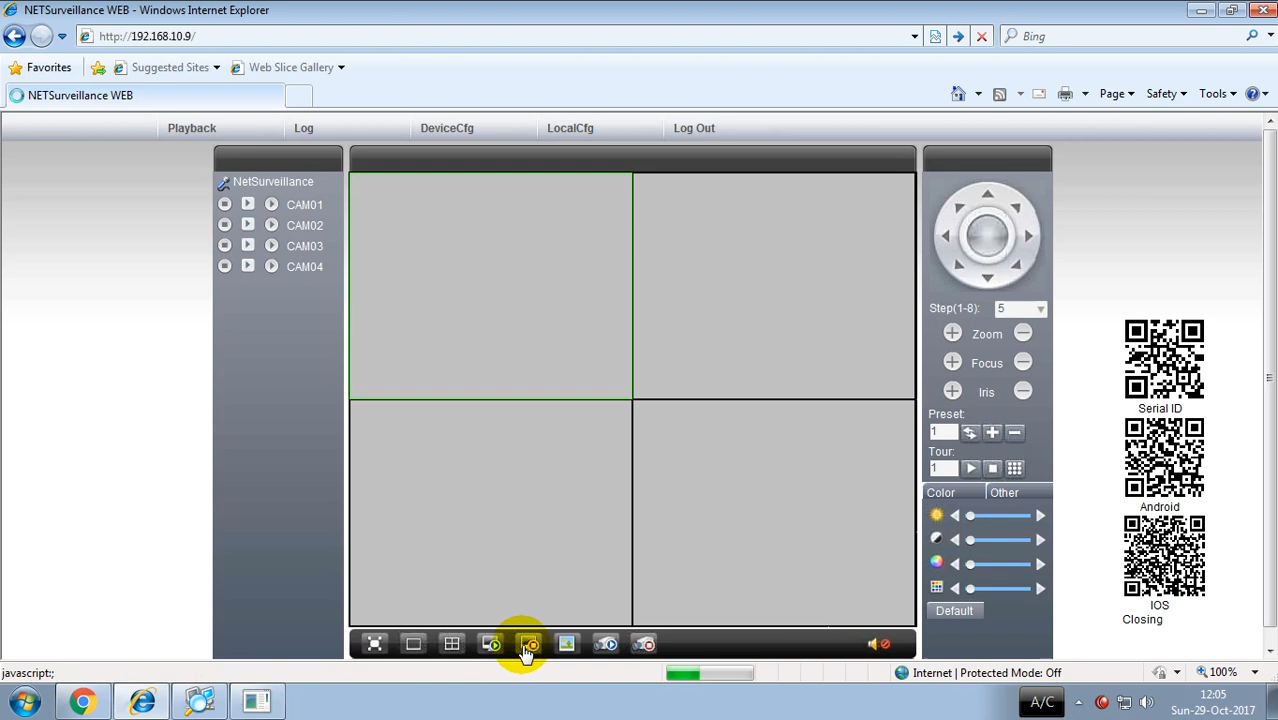 NETSurveillance WEB - Windows Internet Explorer
http://192.168.10.9/
Bing
Favorites
Suggested Sites
Web Slice Gallery
NETSurveillance WEB
Page
Safety
Tools
Playback
Log
DeviceCfg
LocalCfg
Log Out
NetSurveillance
CAM01
CAM02
CAM03
CAM04
Step(1-8): 5
Zoom
Focus
Iris
Preset:
1
Tour:
1
Color
Other
Default
Serial ID
Android
IOS
Closing
javascript:;
Internet | Protected Mode: Off
100%
A/C
12:05
Sun-29-Oct-2017